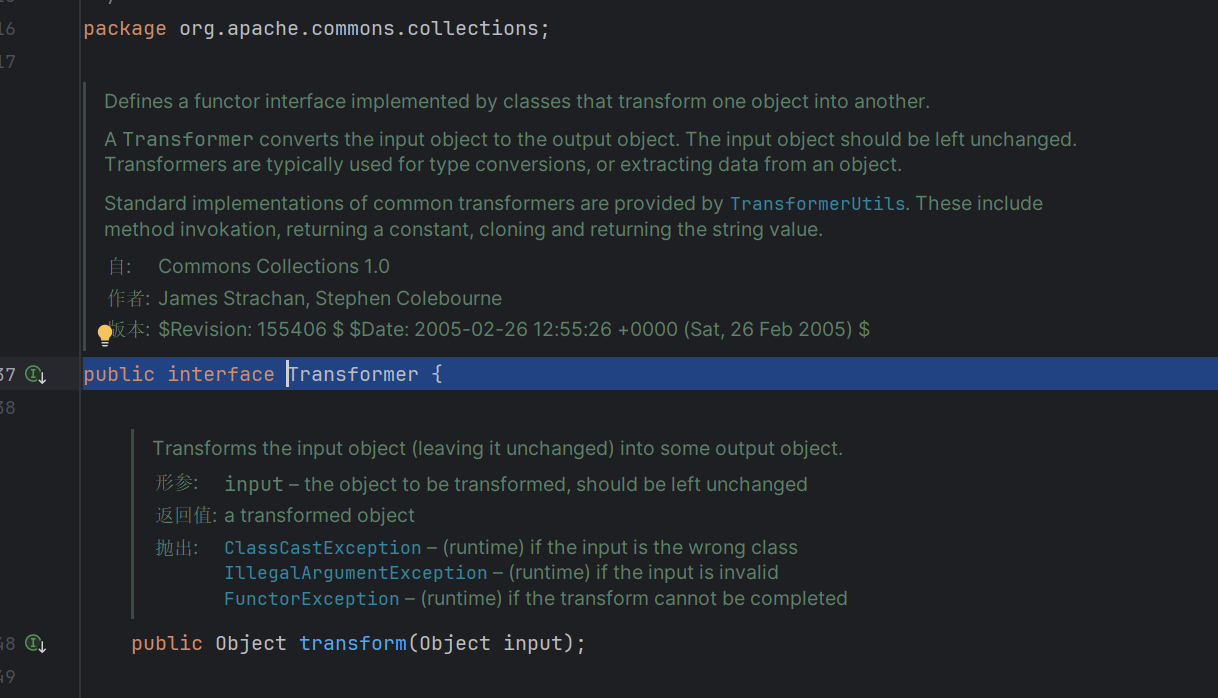 16
package org.apache.commons.collections;
17
Defines a functor interface implemented by classes that transform one object into another.
A Transformer converts the input object to the output object. The input object should be left unchanged.
Transformers are typically used for type conversions, or extracting data from an object.
Standard implementations of common transformers are provided by TransformerUtils. These include
method invokation, returning a constant, cloning and returning the string value.
自: Commons Collections 1.0
作者: James Strachan, Stephen Colebourne
版本: $Revision: 155406 $ $Date: 2005-02-26 12:55:26 +0000 (Sat, 26 Feb 2005) $
37 public interface Transformer {
38
Transforms the input object (leaving it unchanged) into some output object.
形参: input – the object to be transformed, should be left unchanged
返回值: a transformed object
抛出: ClassCastException – (runtime) if the input is the wrong class
IllegalArgumentException – (runtime) if the input is invalid
FunctorException – (runtime) if the transform cannot be completed
48 public Object transform(Object input);
49